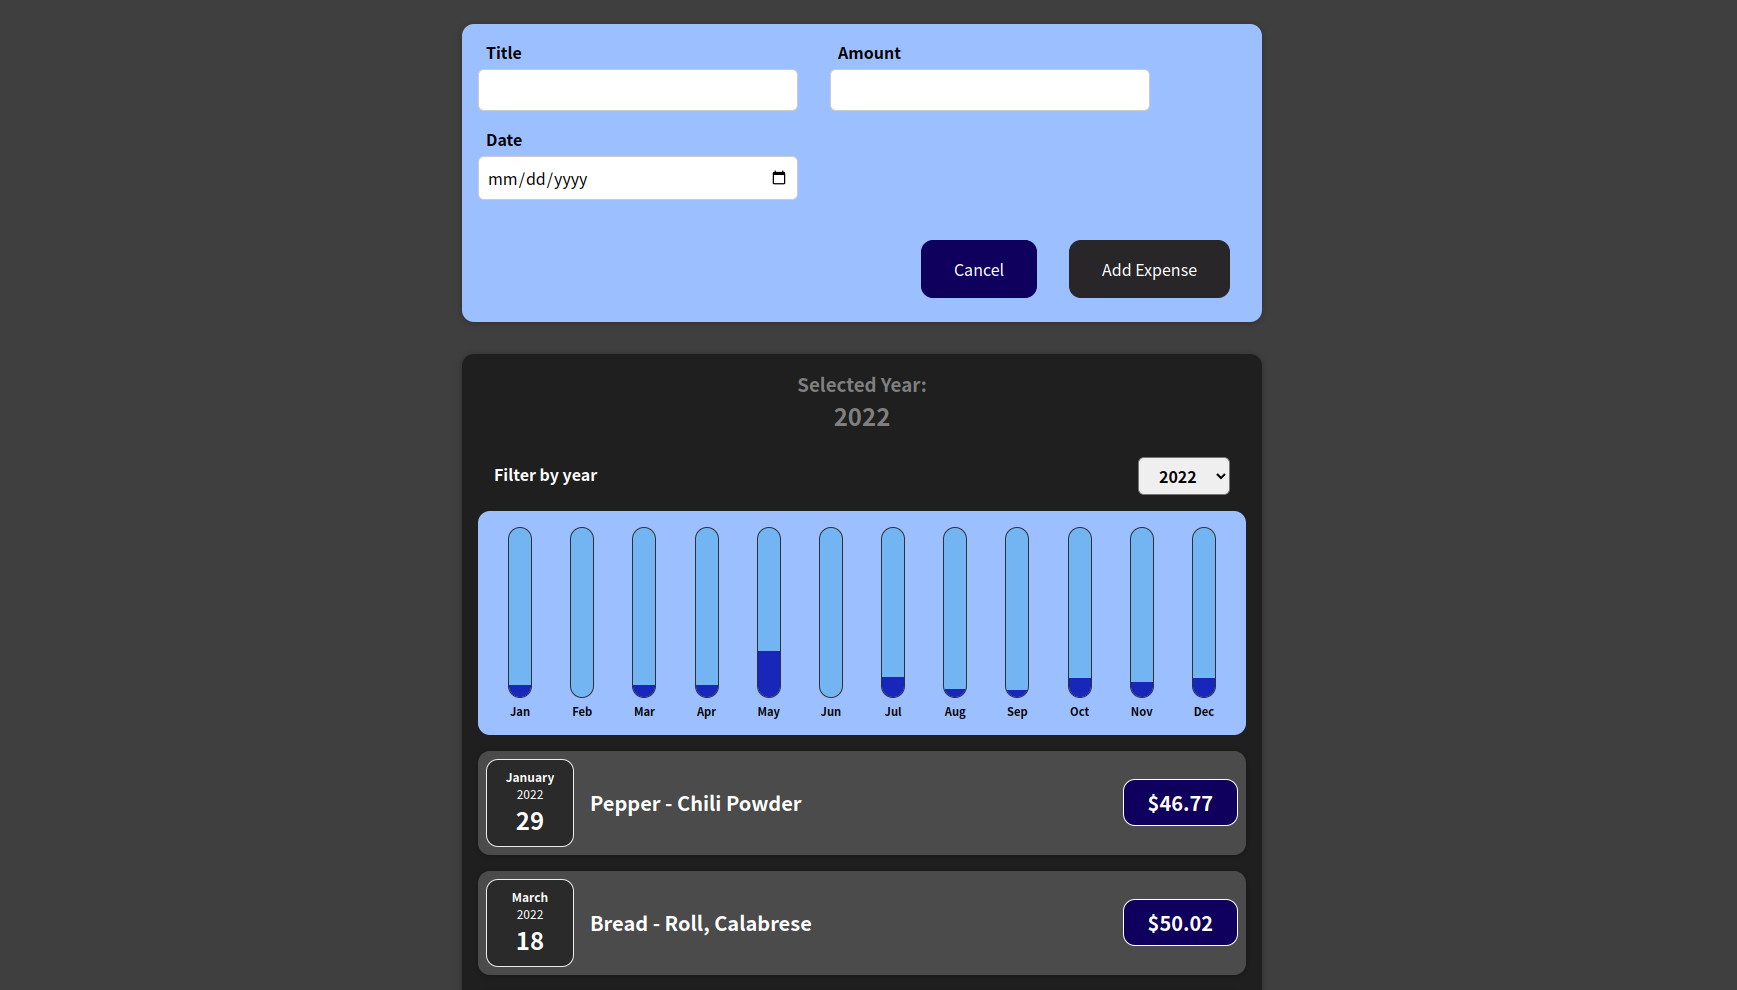 Title
Amount
Date
mm/dd/yyyy
Cancel
Add Expense
Selected Year:
2022
Filter by year
2022
Jan Feb Mar Apr May Jun Jul Aug Sep Oct Nov Dec
January
2022
29
Pepper - Chili Powder
$46.77
March
2022
18
Bread - Roll, Calabrese
$50.02